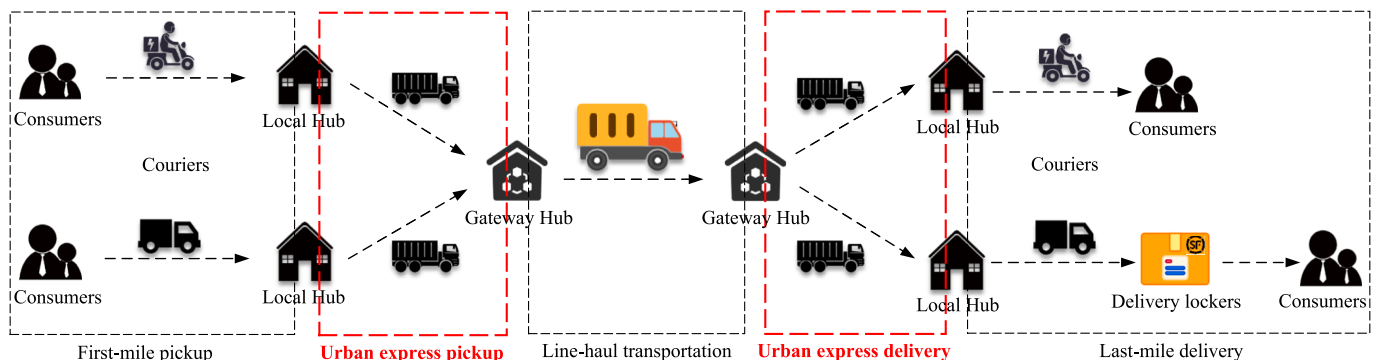 Consumers
Local Hub
Couriers
Consumers
Local Hub
Gateway Hub
Gateway Hub
Local Hub
Consumers
Couriers
SF
Local Hub
Delivery lockers
Consumers
First-mile pickup
Urban express pickup
Line-haul transportation
Urban express delivery
Last-mile delivery